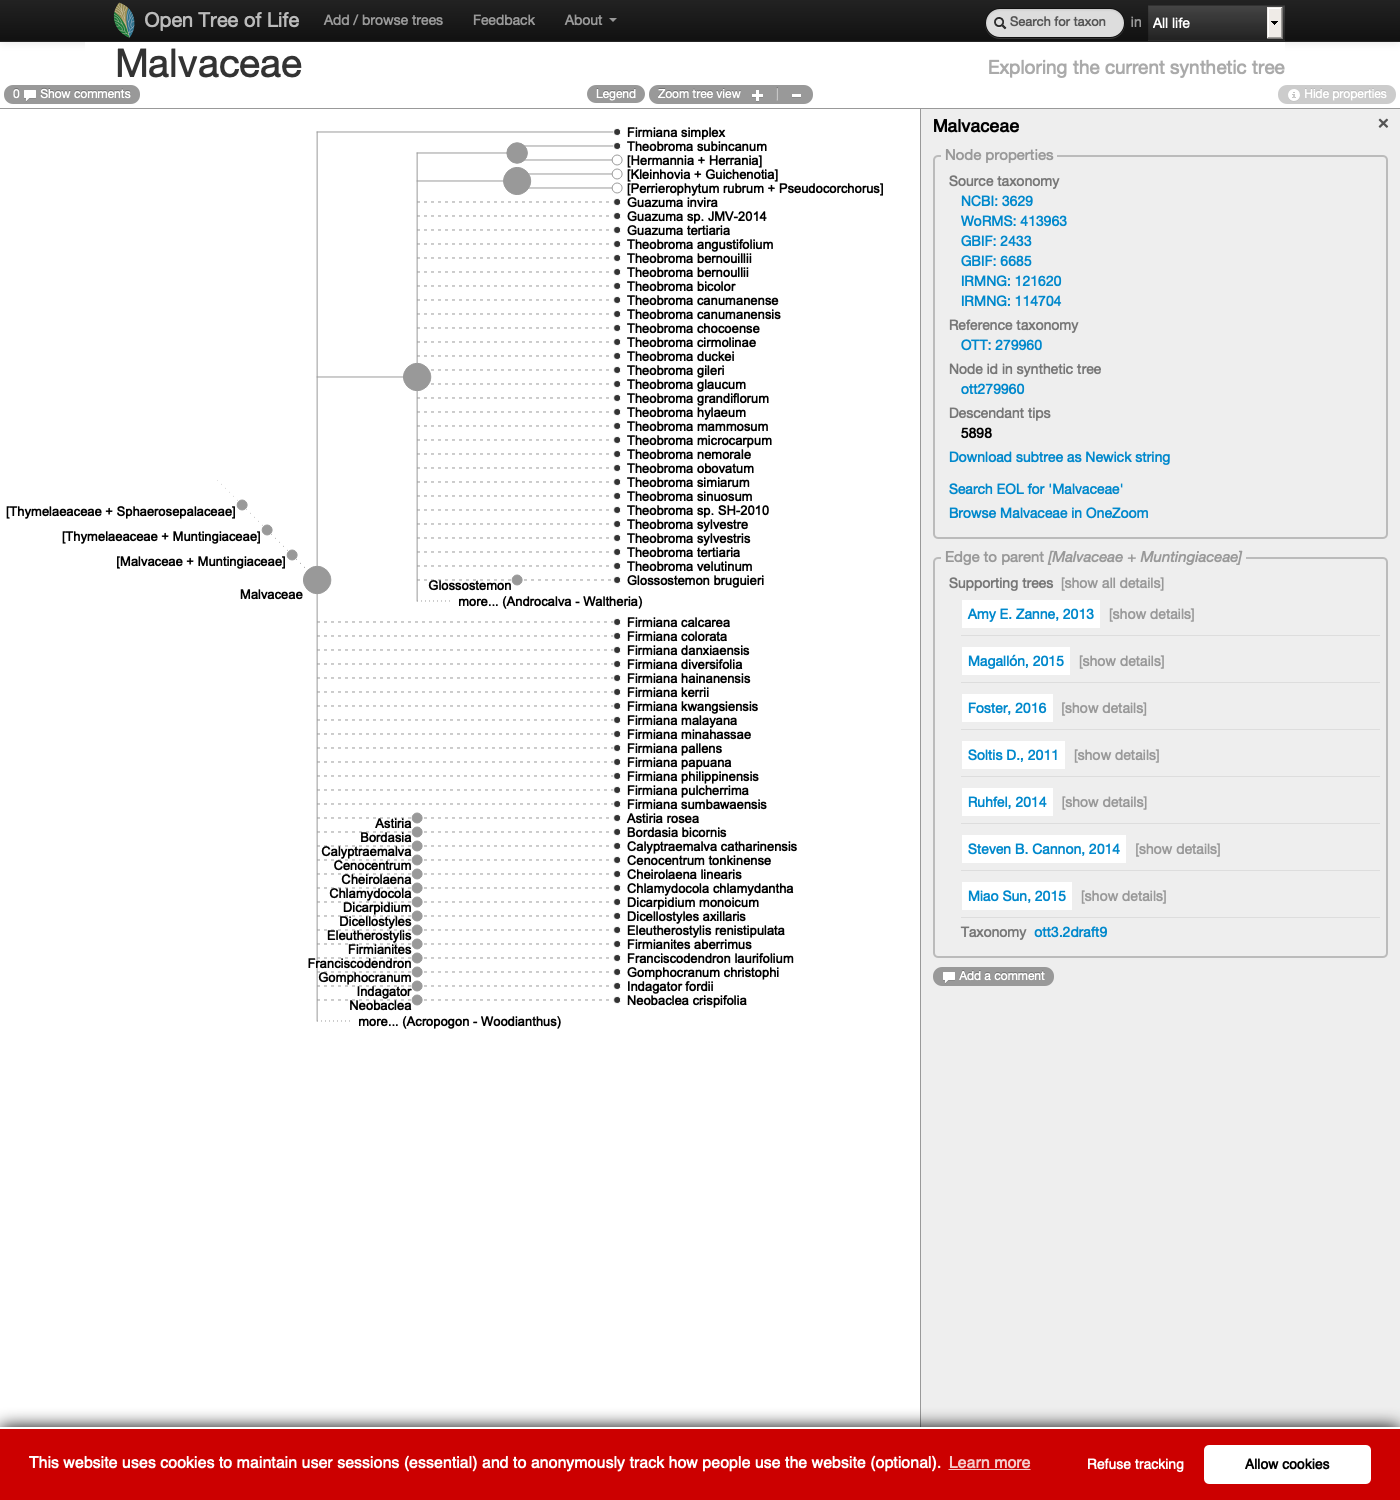 Open Tree of Life Add / browse trees Feedback About Search for taxon in All life
Malvaceae
Exploring the current synthetic tree
0 Show comments Legend Zoom tree view Hide properties
Firmiana simplex
Theobroma subincanum
[Hermannia + Herrania]
[Kleinhovia + Guichenotia]
[Perrierophytum rubrum + Pseudocorchorus]
Guazuma invira
Guazuma sp. JMV-2014
Guazuma tertiaria
Theobroma angustifolium
Theobroma bernouillii
Theobroma bernoullii
Theobroma bicolor
Theobroma canumanense
Theobroma canumanensis
Theobroma chocoense
Theobroma cirmolinae
Theobroma duckei
Theobroma gileri
Theobroma glaucum
Theobroma grandiflorum
Theobroma hylaeum
Theobroma mammosum
Theobroma microcarpum
Theobroma nemorale
Theobroma obovatum
Theobroma simiarum
Theobroma sinuosum
Theobroma sp. SH-2010
Theobroma sylvestre
Theobroma sylvestris
Theobroma tertiaria
Theobroma velutinum
Glossostemon Glossostemon bruguieri
more... (Androcalva - Waltheria)
[Thymelaeaceae + Sphaerosepalaceae]
[Thymelaeaceae + Muntingiaceae]
[Malvaceae + Muntingiaceae]
Malvaceae
Firmiana calcarea
Firmiana colorata
Firmiana danxiaensis
Firmiana diversifolia
Firmiana hainanensis
Firmiana kerrii
Firmiana kwangsiensis
Firmiana malayana
Firmiana minahassae
Firmiana pallens
Firmiana papuana
Firmiana philippinensis
Firmiana pulcherrima
Firmiana sumbawaensis
Astiria Astiria rosea
Bordasia Bordasia bicornis
Calyptraemalva Calyptraemalva catharinensis
Cenocentrum Cenocentrum tonkinense
Cheirolaena Cheirolaena linearis
Chlamydocola Chlamydocola chlamydantha
Dicarpidium Dicarpidium monoicum
Dicellostyles Dicellostyles axillaris
Eleutherostylis Eleutherostylis renistipulata
Firmianites Firmianites aberrimus
Franciscodendron Franciscodendron laurifolium
Gomphocranum Gomphocranum christophi
Indagator Indagator fordii
Neobaclea Neobaclea crispifolia
more... (Acropogon - Woodianthus)
Malvaceae ×
Node properties
Source taxonomy
NCBI: 3629
WoRMS: 413963
GBIF: 2433
GBIF: 6685
IRMNG: 121620
IRMNG: 114704
Reference taxonomy
OTT: 279960
Node id in synthetic tree
ott279960
Descendant tips
5898
Download subtree as Newick string
Search EOL for 'Malvaceae'
Browse Malvaceae in OneZoom
Edge to parent [Malvaceae + Muntingiaceae]
Supporting trees [show all details]
Amy E. Zanne, 2013 [show details]
Magallón, 2015 [show details]
Foster, 2016 [show details]
Soltis D., 2011 [show details]
Ruhfel, 2014 [show details]
Steven B. Cannon, 2014 [show details]
Miao Sun, 2015 [show details]
Taxonomy ott3.2draft9
Add a comment
This website uses cookies to maintain user sessions (essential) and to anonymously track how people use the website (optional). Learn more Refuse tracking Allow cookies